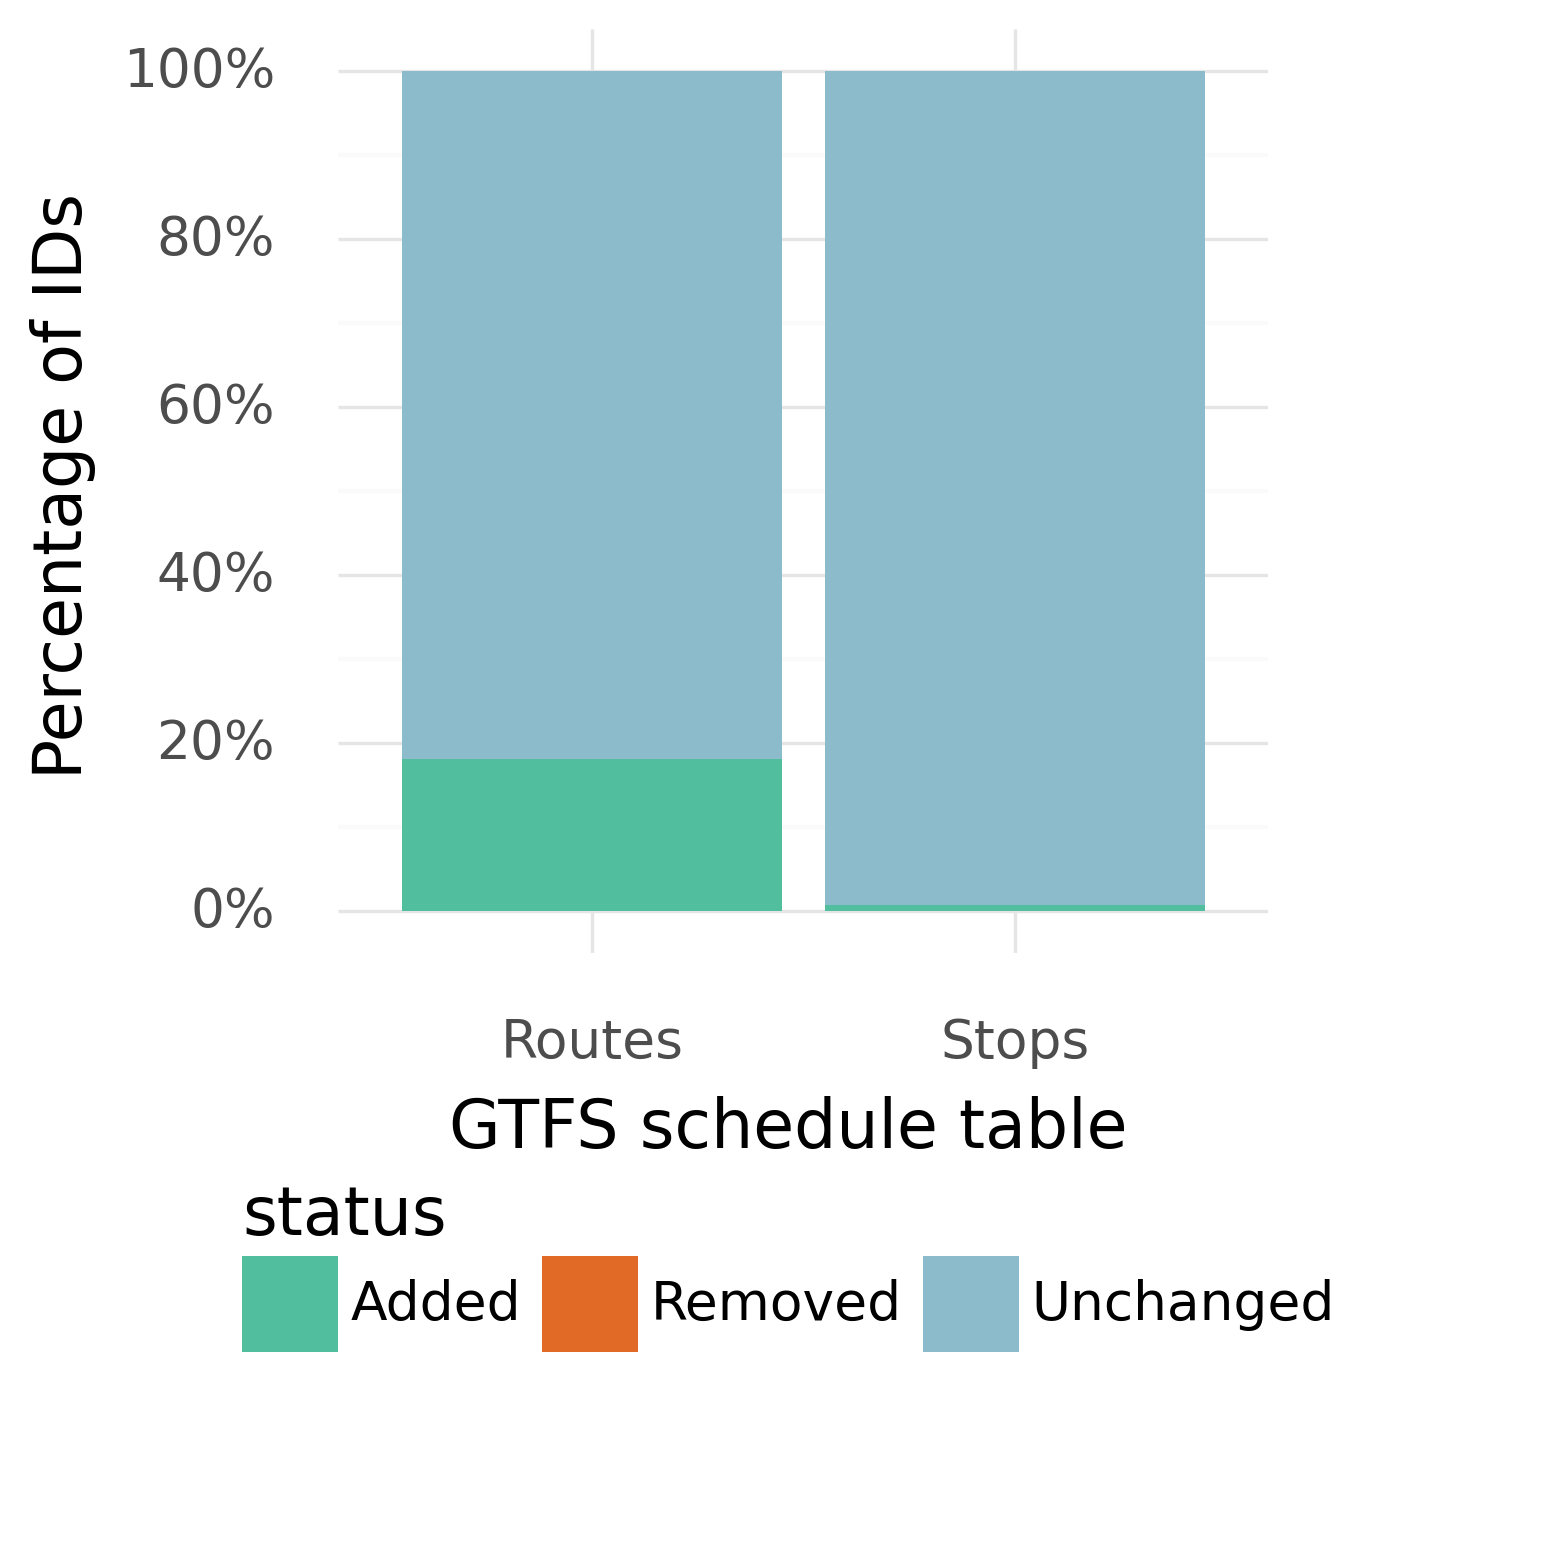 100%
80%
60%
40%
20%
0%
Percentage of IDs
Routes Stops
GTFS schedule table
status
Added Removed Unchanged